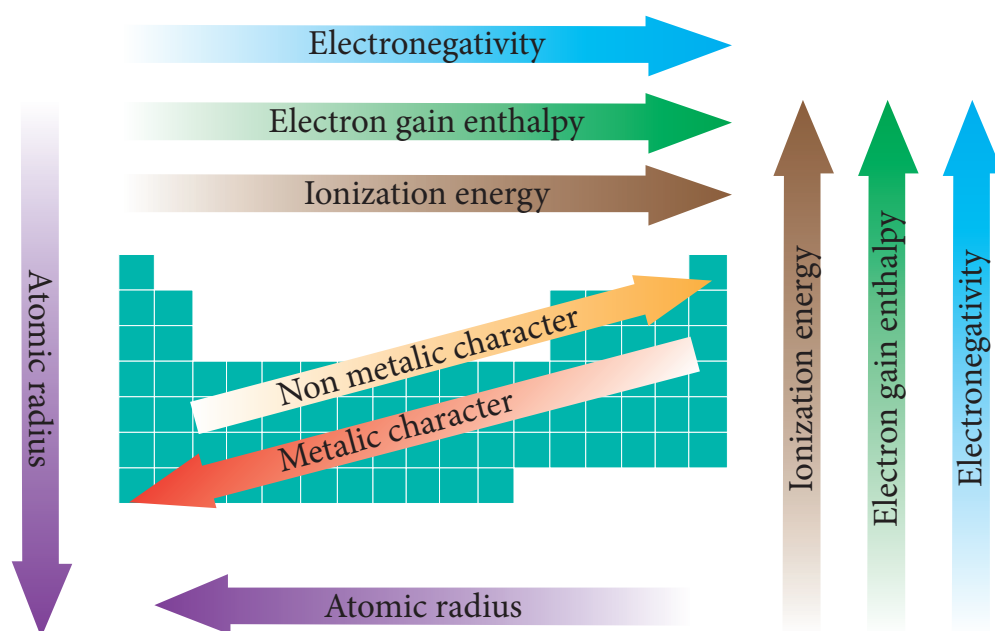 Electronegativity
Electron gain enthalpy
Ionization energy
Atomic radius
Non metalic character
Metalic character
Ionization energy
Electron gain enthalpy
Electronegativity
Atomic radius